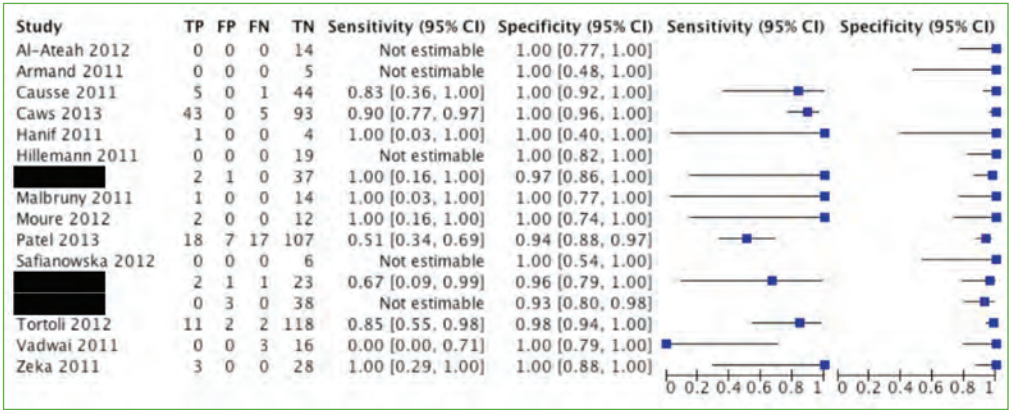 Study TP FP FN TN Sensitivity (95% CI) Specificity (95% CI) Sensitivity (95% CI) Specificity (95% CI)
Al-Ateah 2012 0 0 0 14 Not estimable 1.00 [0.77, 1.00]
Armand 2011 0 0 0 5 Not estimable 1.00 [0.48, 1.00]
Causse 2011 5 0 1 44 0.83 [0.36, 1.00] 1.00 [0.92, 1.00]
Caws 2013 43 0 5 93 0.90 [0.77, 0.97] 1.00 [0.96, 1.00]
Hanif 2011 1 0 0 4 1.00 [0.03, 1.00] 1.00 [0.40, 1.00]
Hillemann 2011 0 0 0 19 Not estimable 1.00 [0.82, 1.00]
2 1 0 37 1.00 [0.16, 1.00] 0.97 [0.86, 1.00]
Malbruny 2011 1 0 0 14 1.00 [0.03, 1.00] 1.00 [0.77, 1.00]
Moure 2012 2 0 0 12 1.00 [0.16, 1.00] 1.00 [0.74, 1.00]
Patel 2013 18 7 17 107 0.51 [0.34, 0.69] 0.94 [0.88, 0.97]
Safianowska 2012 0 0 0 6 Not estimable 1.00 [0.54, 1.00]
2 1 1 23 0.67 [0.09, 0.99] 0.96 [0.79, 1.00]
0 3 0 38 Not estimable 0.93 [0.80, 0.98]
Tortoli 2012 11 2 2 118 0.85 [0.55, 0.98] 0.98 [0.94, 1.00]
Vadwai 2011 0 0 3 16 0.00 [0.00, 0.71] 1.00 [0.79, 1.00]
Zeka 2011 3 0 0 28 1.00 [0.29, 1.00] 1.00 [0.88, 1.00]
0 0.2 0.4 0.6 0.8 1 0 0.2 0.4 0.6 0.8 1